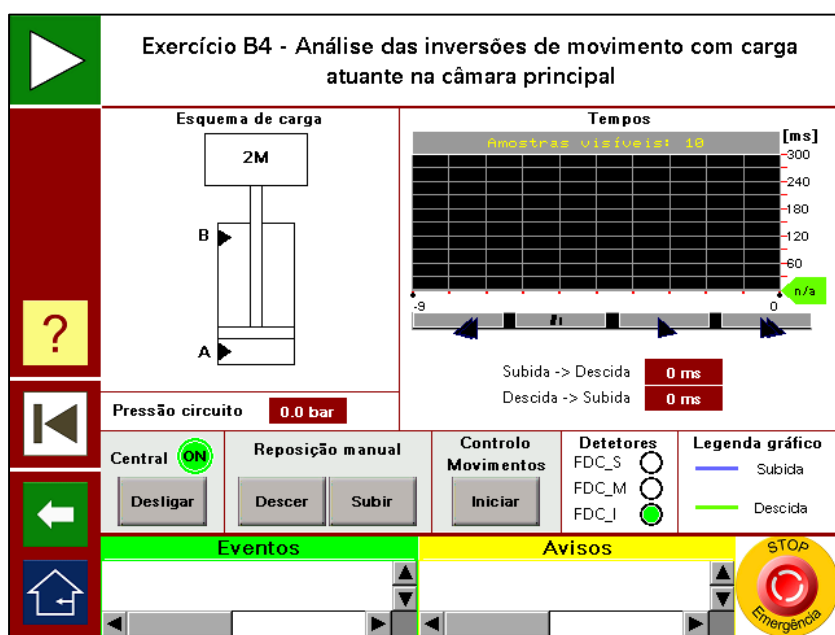 Exercício B4 - Análise das inversões de movimento com carga
atuante na câmara principal
Esquema de carga
2M
B
A
Pressão circuito
0.0 bar
Tempos
Amostras visíveis: 10
[ms]
300
240
180
120
60
n/a
-9
0
Subida -> Descida
0 ms
Descida -> Subida
0 ms
?
Central
ON
Desligar
Reposição manual
Descer
Subir
Controlo
Movimentos
Iniciar
Detetores
FDC_S
FDC_M
FDC_I
Legenda gráfico
Subida
Descida
Eventos
Avisos
STOP
Emergência